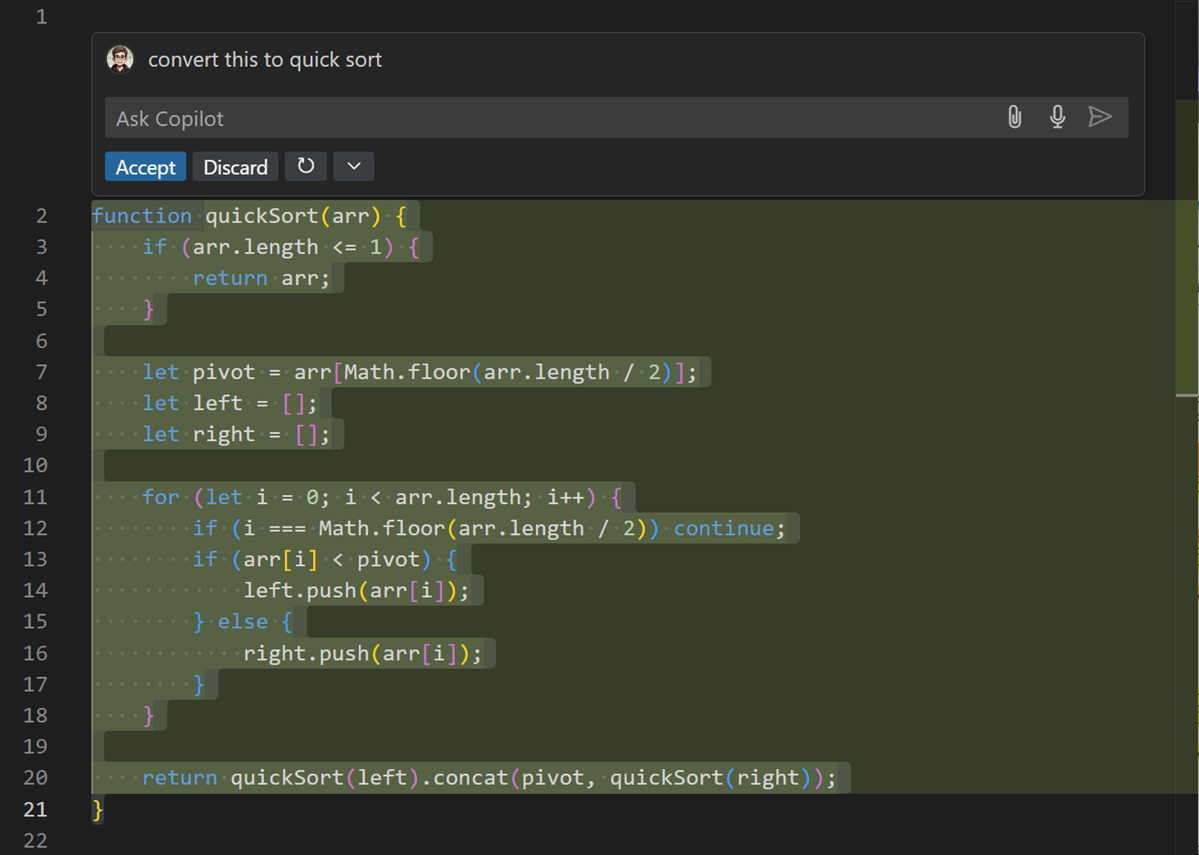 1
convert this to quick sort
Ask Copilot
Accept Discard
2 function quickSort(arr) {
3     if (arr.length <= 1) {
4         return arr;
5     }
6
7     let pivot = arr[Math.floor(arr.length / 2)];
8     let left = [];
9     let right = [];
10
11     for (let i = 0; i < arr.length; i++) {
12         if (i === Math.floor(arr.length / 2)) continue;
13         if (arr[i] < pivot) {
14             left.push(arr[i]);
15         } else {
16             right.push(arr[i]);
17         }
18     }
19
20     return quickSort(left).concat(pivot, quickSort(right));
21 }
22